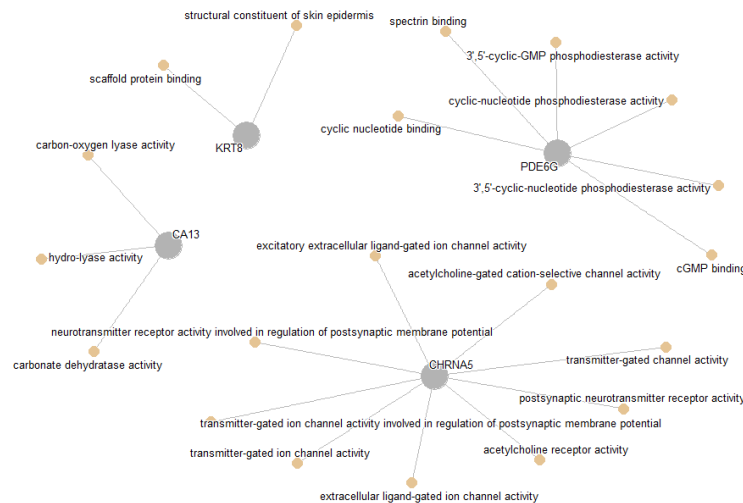 structural constituent of skin epidermis
spectrin binding
3',5'-cyclic-GMP phosphodiesterase activity
scaffold protein binding
cyclic-nucleotide phosphodiesterase activity
cyclic nucleotide binding
carbon-oxygen lyase activity
KRT8
PDE6G
3',5'-cyclic-nucleotide phosphodiesterase activity
CA13
excitatory extracellular ligand-gated ion channel activity
hydro-lyase activity
cGMP binding
acetylcholine-gated cation-selective channel activity
neurotransmitter receptor activity involved in regulation of postsynaptic membrane potential
carbonate dehydratase activity
transmitter-gated channel activity
CHRNA5
postsynaptic neurotransmitter receptor activity
transmitter-gated ion channel activity involved in regulation of postsynaptic membrane potential
transmitter-gated ion channel activity
acetylcholine receptor activity
extracellular ligand-gated ion channel activity